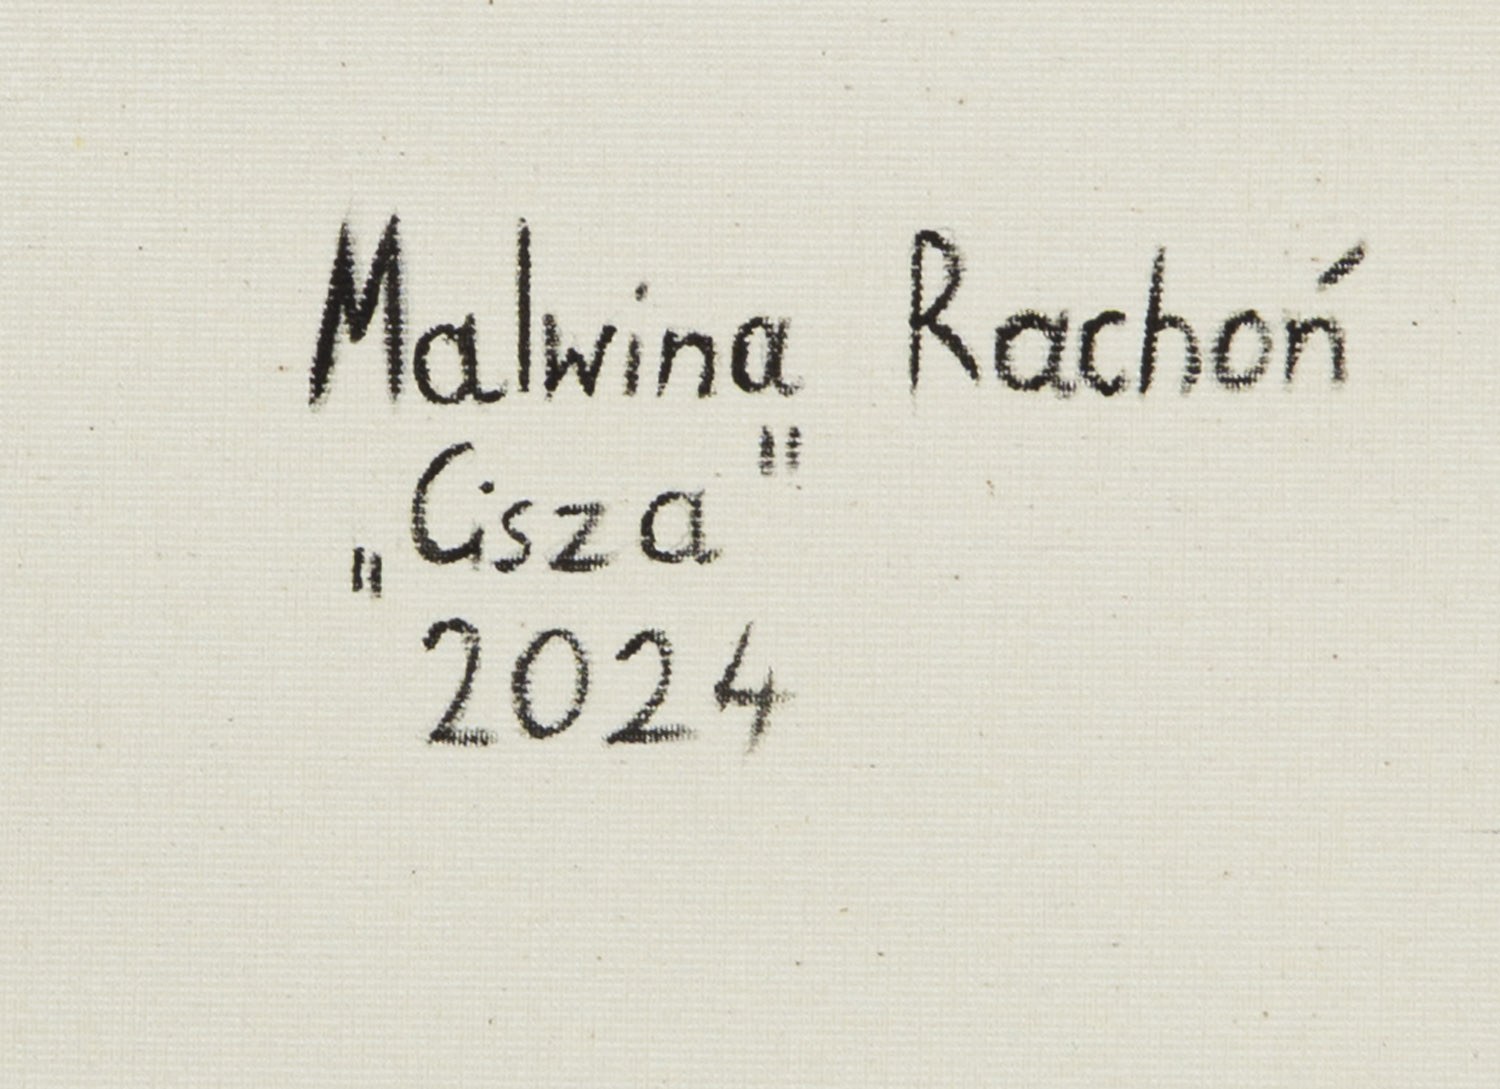 Malwina Rachoń
„Cisza"
2024